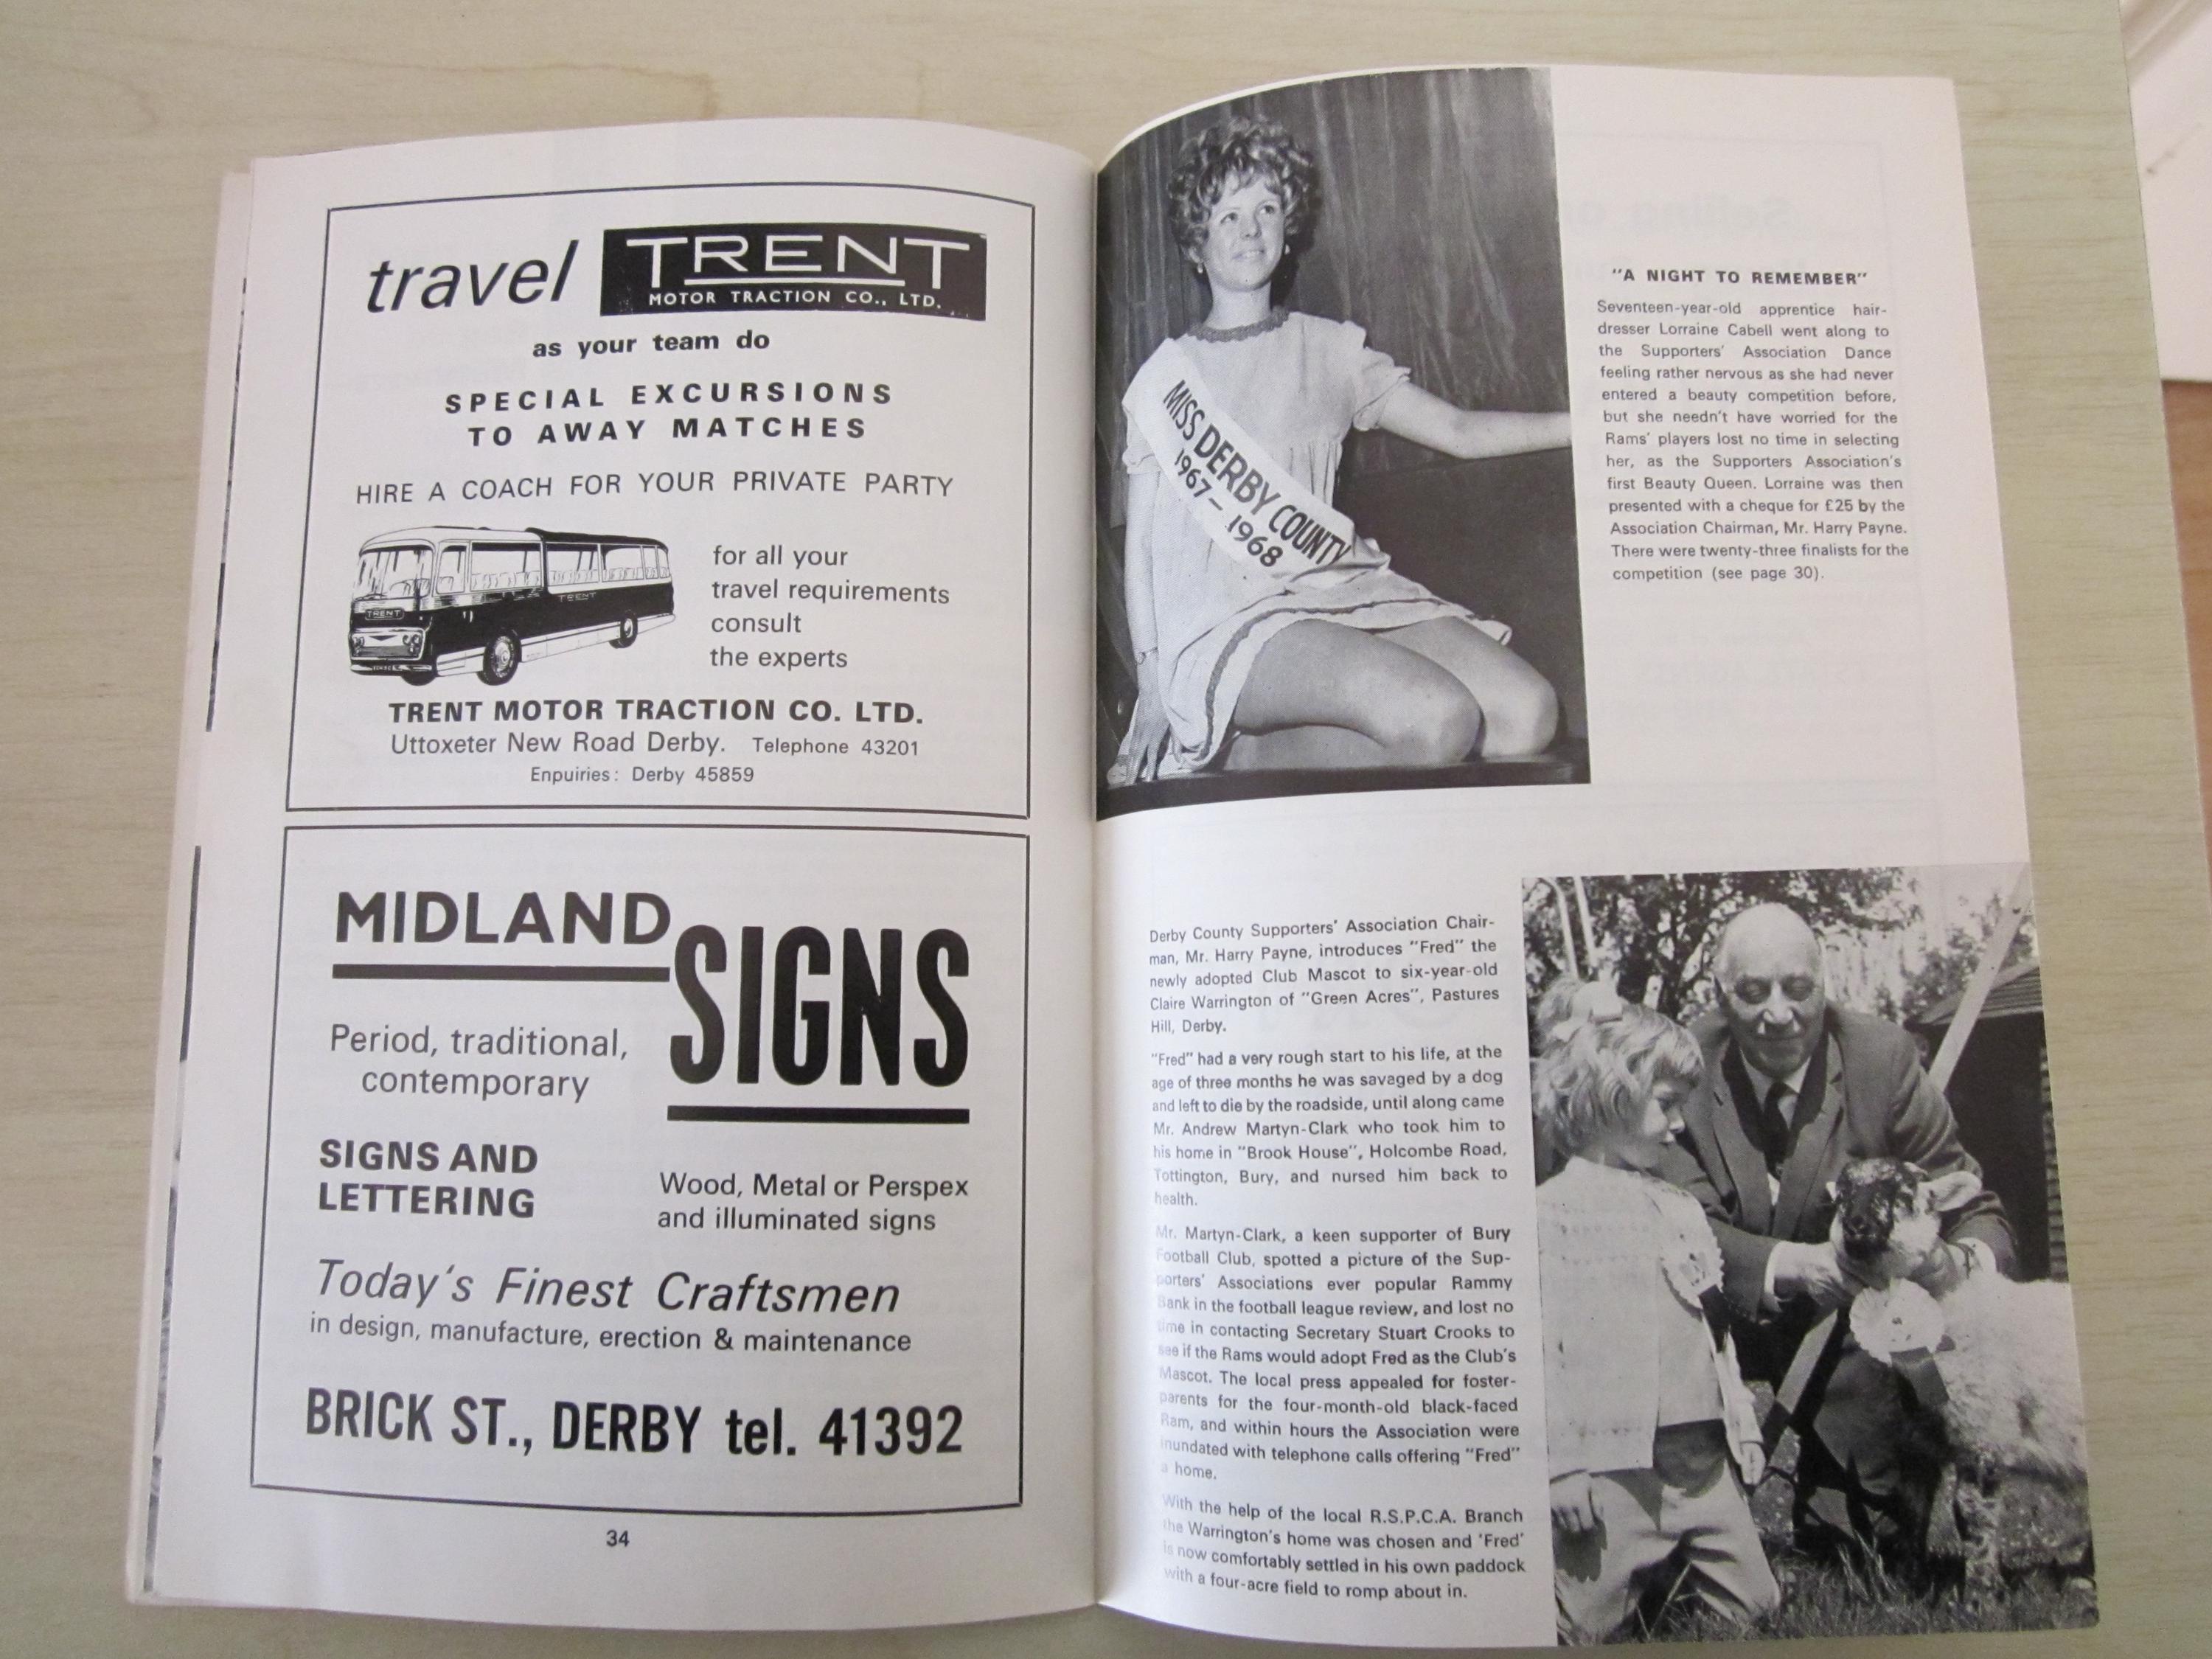 travel TRENT
MOTOR TRACTION CO., LTD.
as your team do
SPECIAL EXCURSIONS
TO AWAY MATCHES
HIRE A COACH FOR YOUR PRIVATE PARTY
TRENT
TRENT
for all your
travel requirements
consult
the experts
TRENT MOTOR TRACTION CO. LTD.
Uttoxeter New Road Derby. Telephone 43201
Enpuiries: Derby 45859
MIDLAND
SIGNS
Period, traditional,
contemporary
SIGNS AND
LETTERING
Wood, Metal or Perspex
and illuminated signs
Today's Finest Craftsmen
in design, manufacture, erection & maintenance
BRICK ST., DERBY tel. 41392
34
MISS DERBY COUNTY
1967–1968
"A NIGHT TO REMEMBER"
Seventeen-year-old apprentice hair-
dresser Lorraine Cabell went along to
the Supporters' Association Dance
feeling rather nervous as she had never
entered a beauty competition before,
but she needn't have worried for the
Rams' players lost no time in selecting
her, as the Supporters Association's
first Beauty Queen. Lorraine was then
presented with a cheque for £25 by the
Association Chairman, Mr. Harry Payne.
There were twenty-three finalists for the
competition (see page 30).
Derby County Supporters' Association Chair-
man, Mr. Harry Payne, introduces "Fred" the
newly adopted Club Mascot to six-year-old
Claire Warrington of "Green Acres", Pastures
Hill, Derby.
"Fred" had a very rough start to his life, at the
age of three months he was savaged by a dog
and left to die by the roadside, until along came
Mr. Andrew Martyn-Clark who took him to
his home in "Brook House", Holcombe Road,
Tottington, Bury, and nursed him back to
health.
Mr. Martyn-Clark, a keen supporter of Bury
Football Club, spotted a picture of the Sup-
porters' Associations ever popular Rammy
Bank in the football league review, and lost no
time in contacting Secretary Stuart Crooks to
see if the Rams would adopt Fred as the Club's
Mascot. The local press appealed for foster-
parents for the four-month-old black-faced
Ram, and within hours the Association were
inundated with telephone calls offering "Fred"
a home.
With the help of the local R.S.P.C.A. Branch
the Warrington's home was chosen and 'Fred'
is now comfortably settled in his own paddock
with a four-acre field to romp about in.